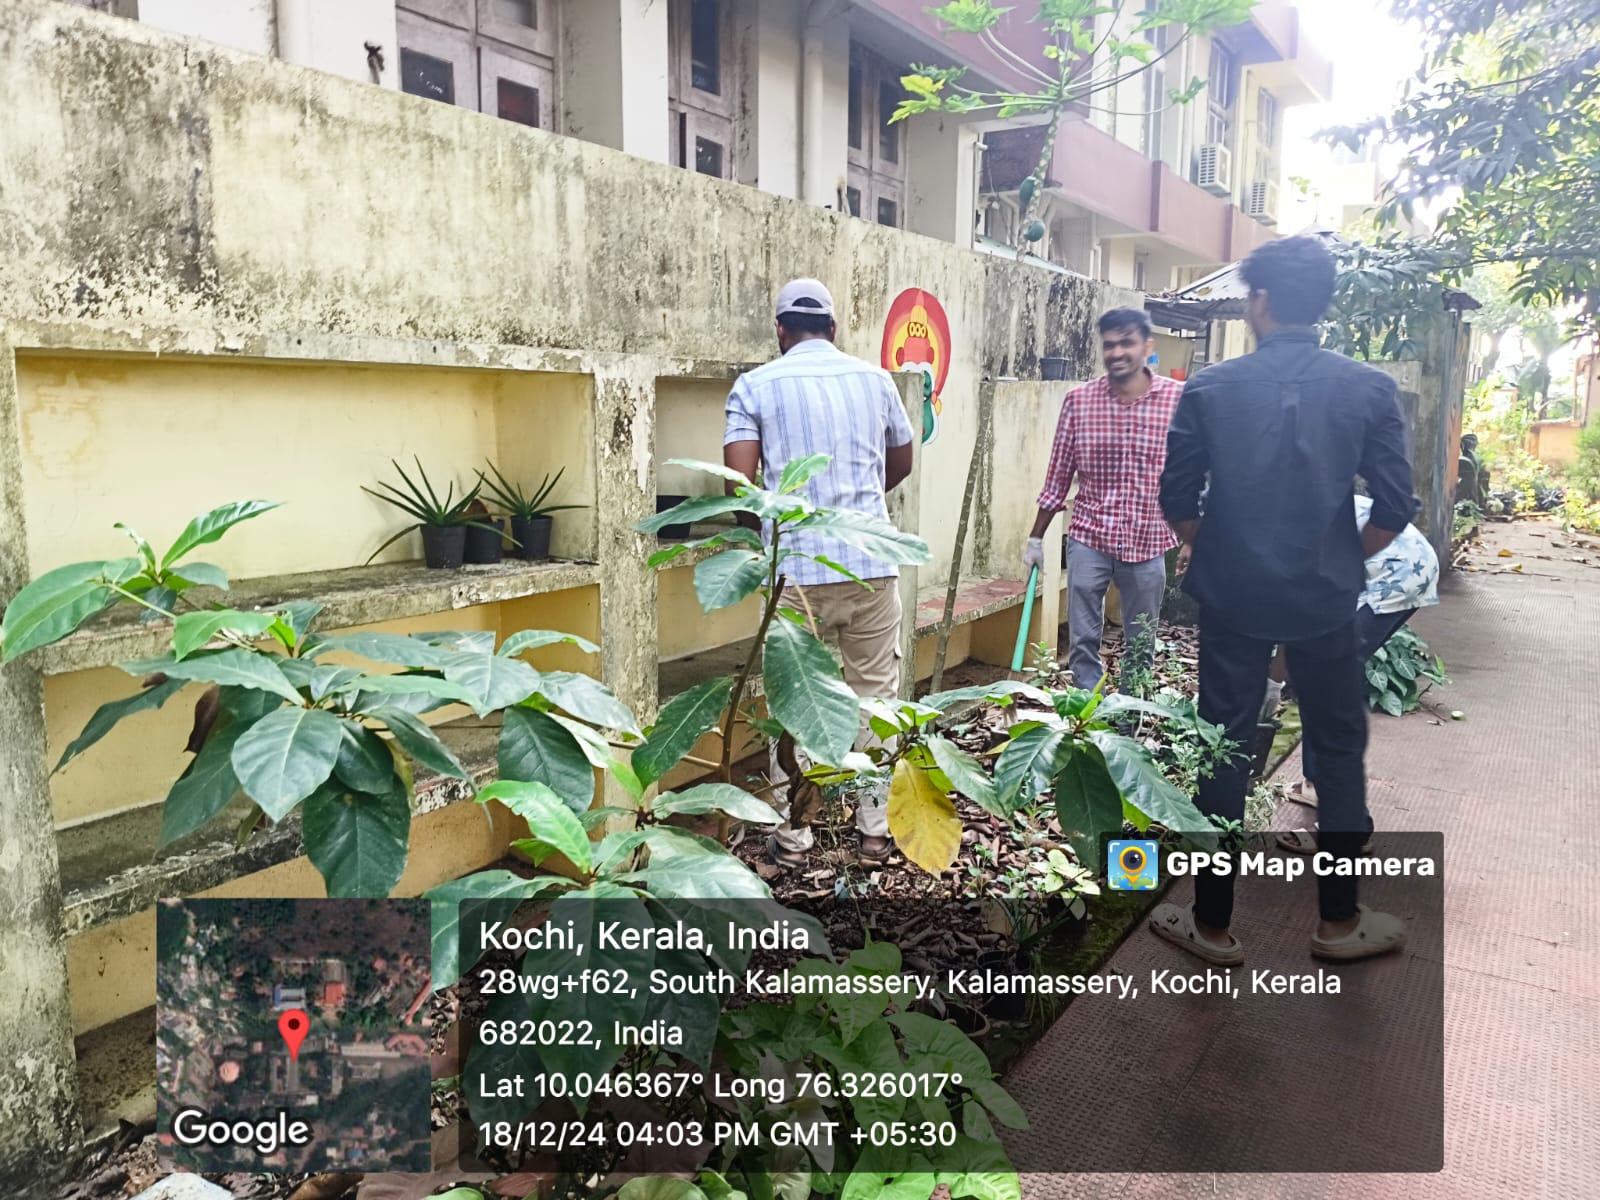 GPS Map Camera
Kochi, Kerala, India
28wg+f62, South Kalamassery, Kalamassery, Kochi, Kerala
682022, India
Lat 10.046367° Long 76.326017°
18/12/24 04:03 PM GMT +05:30
Google